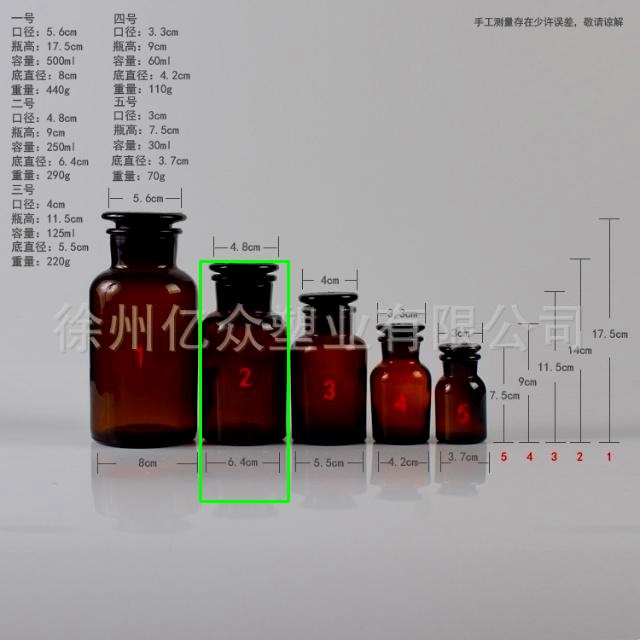 一号
口径: 5.6cm
瓶高: 17.5cm
容量: 500ml
底直径: 8cm
重量: 440g
二号
口径: 4.8cm
瓶高: 9cm
容量: 250ml
底直径: 6.4cm
重量: 290g
三号
口径: 4cm
瓶高: 11.5cm
容量: 125ml
底直径: 5.5cm
重量: 220g
四号
口径: 3.3cm
瓶高: 9cm
容量: 60ml
底直径: 4.2cm
重量: 110g
五号
口径: 3cm
瓶高: 7.5cm
容量: 30ml
底直径: 3.7cm
重量: 70g
手工测量存在少许误差，敬请谅解
5.6cm
4.8cm
4cm
3.3cm
3cm
徐州亿众塑业有限公司
1
2
3
4
5
17.5cm
14cm
11.5cm
9cm
7.5cm
8cm
6.4cm
5.5cm
4.2cm
3.7cm
5 4 3 2 1